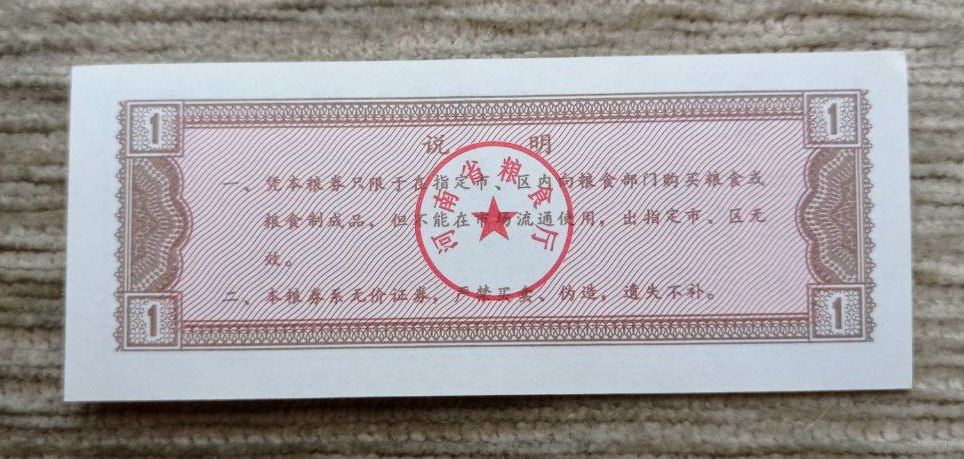 1
1
说 明
一、凭本粮券只限于在指定市、区内向粮食部门购买粮食或
粮食制成品，但不能在市场流通使用，出指定市、区无
效。
二、本粮券系无价证券，严禁买卖、伪造，遗失不补。
河南省粮食厅
1
1